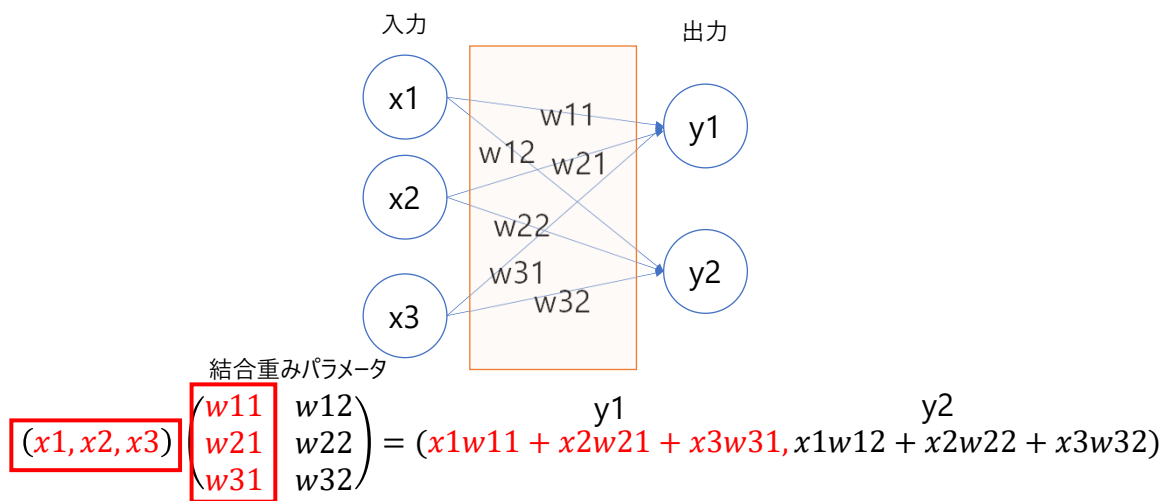 入力
出力
x1
w11
y1
w12
w21
x2
w22
w31
y2
w32
x3
結合重みパラメータ
y1
y2
(x1, x2, x3) (w11 w12
w21 w22
w31 w32) = (x1w11 + x2w21 + x3w31, x1w12 + x2w22 + x3w32)